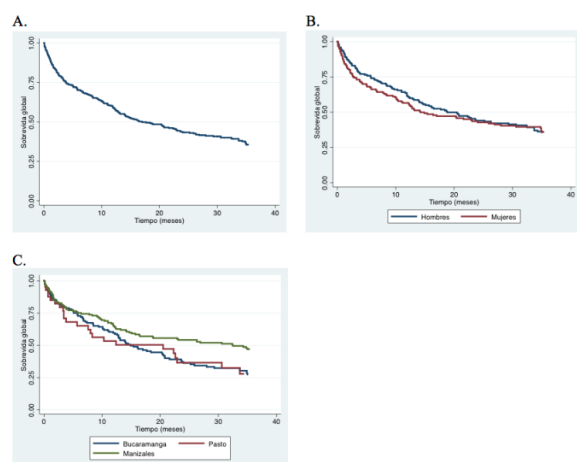 A.
Sobrevida global
1.00
0.75
0.50
0.25
0.00
0 10 20 30 40
Tiempo (meses)
B.
Sobrevida global
1.00
0.75
0.50
0.25
0.00
0 10 20 30 40
Tiempo (meses)
Hombres Mujeres
C.
Sobrevida global
1.00
0.75
0.50
0.25
0.00
0 10 20 30 40
Tiempo (meses)
Bucaramanga Pasto
Manizales